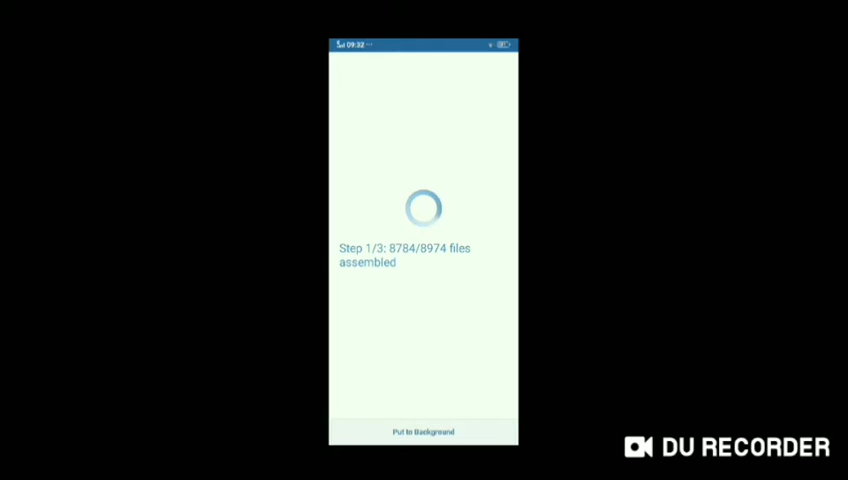 09:32 ...
Step 1/3: 8784/8974 files
assembled
Put to Background
DU RECORDER